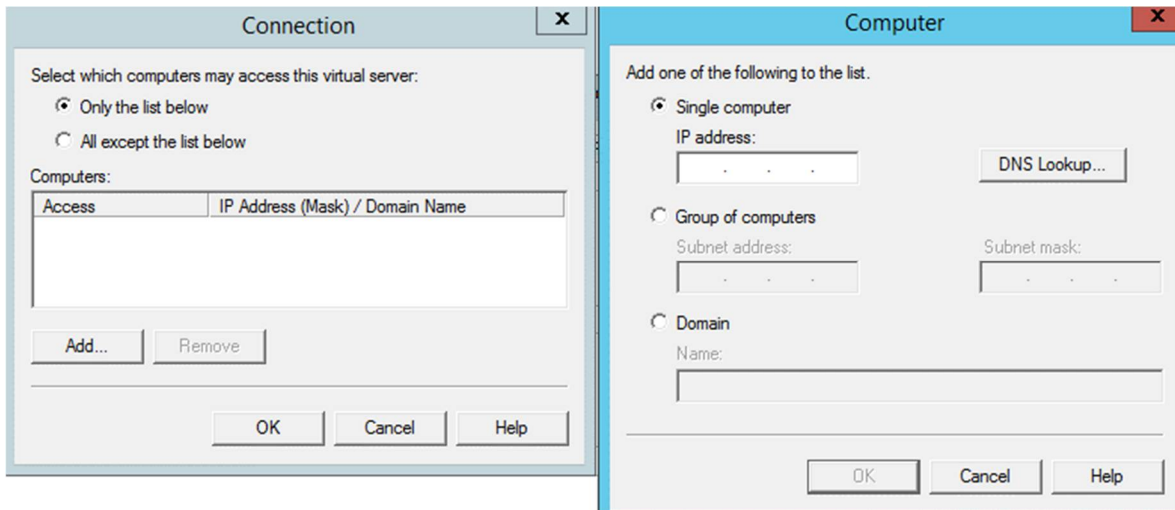 Connection
x
Select which computers may access this virtual server:
Only the list below
All except the list below
Computers:
Access IP Address (Mask) / Domain Name
Add... Remove
OK Cancel Help
Computer
x
Add one of the following to the list.
Single computer
IP address:
. . .
DNS Lookup...
Group of computers
Subnet address: Subnet mask:
. . . . . .
Domain
Name:
OK Cancel Help